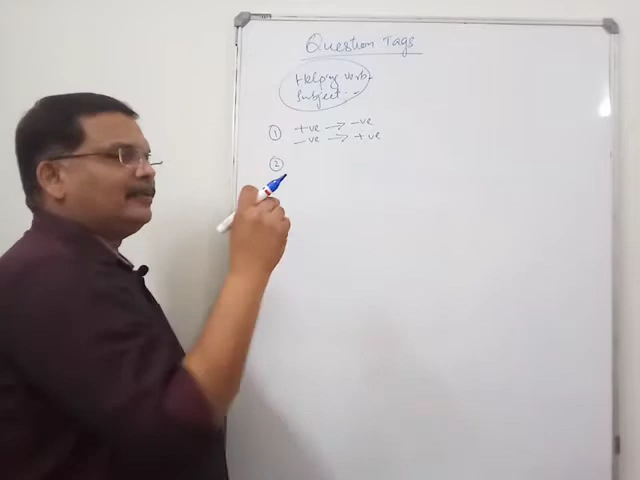 Question Tags
Helping verb
Subject
① +ve → -ve
-ve → +ve
②